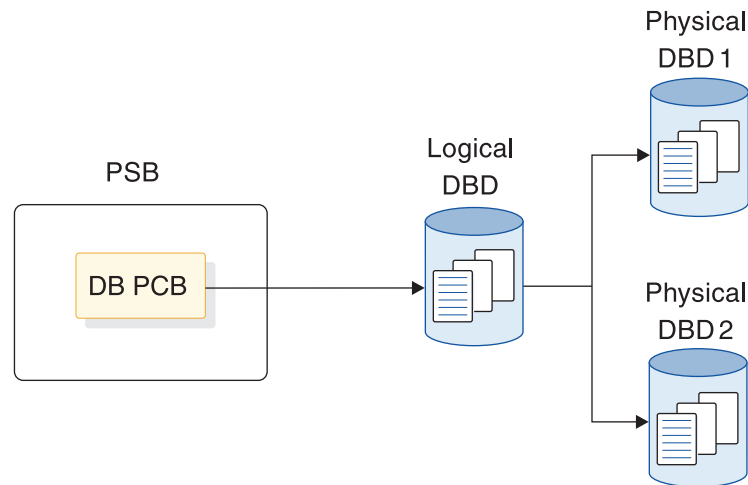 PSB
DB PCB
Logical
DBD
Physical
DBD 1
Physical
DBD 2